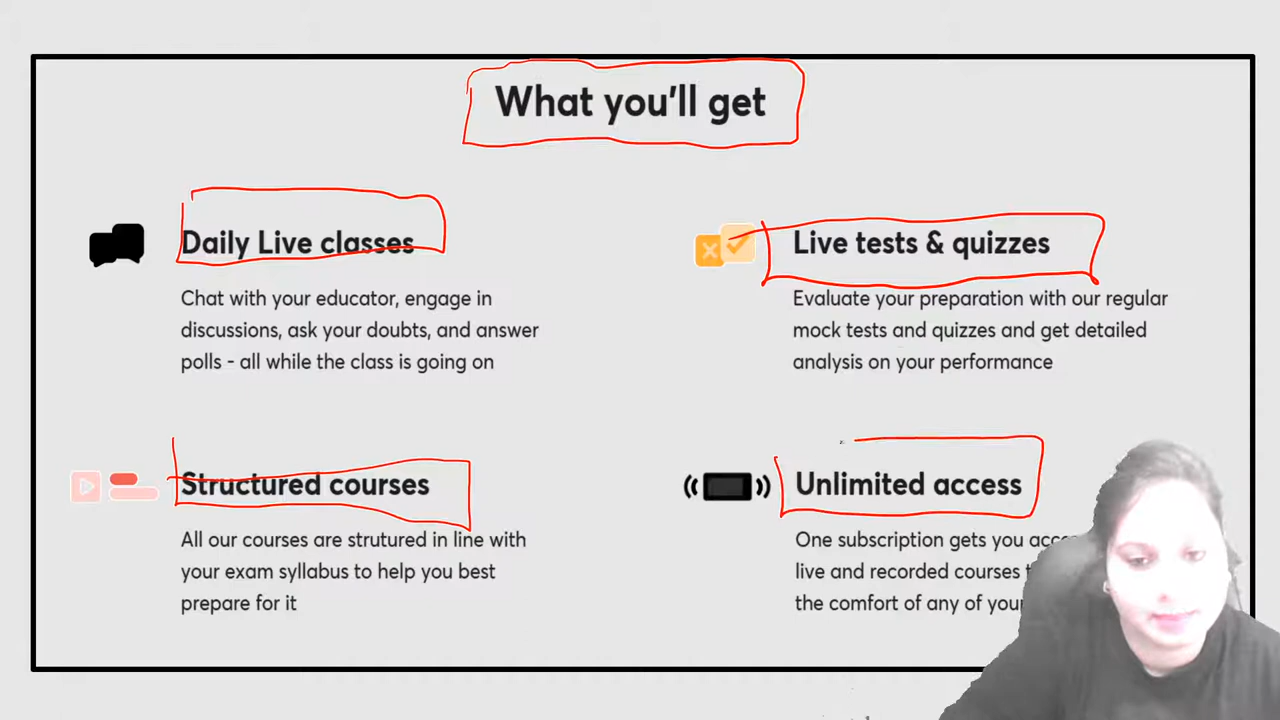 What you'll get
Daily Live classes
Chat with your educator, engage in
discussions, ask your doubts, and answer
polls - all while the class is going on
Live tests & quizzes
Evaluate your preparation with our regular
mock tests and quizzes and get detailed
analysis on your performance
Structured courses
All our courses are strutured in line with
your exam syllabus to help you best
prepare for it
Unlimited access
One subscription gets you
live and recorded courses
the comfort of any of